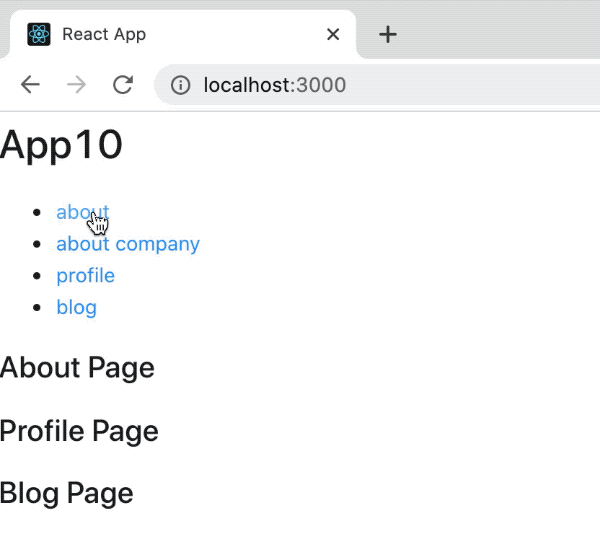 React App
localhost:3000
App10
about
about company
profile
blog
About Page
Profile Page
Blog Page